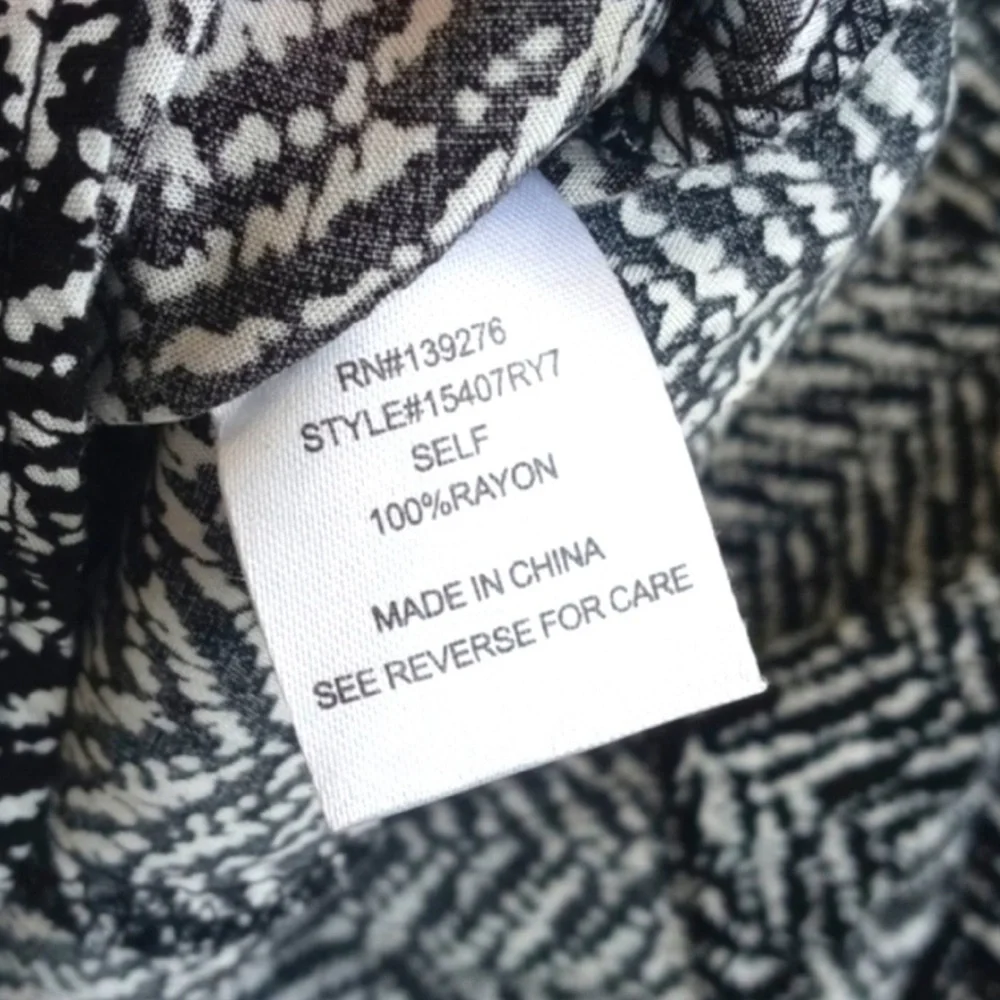 RN#139276
STYLE#15407RY7
SELF
100%RAYON
MADE IN CHINA
SEE REVERSE FOR CARE